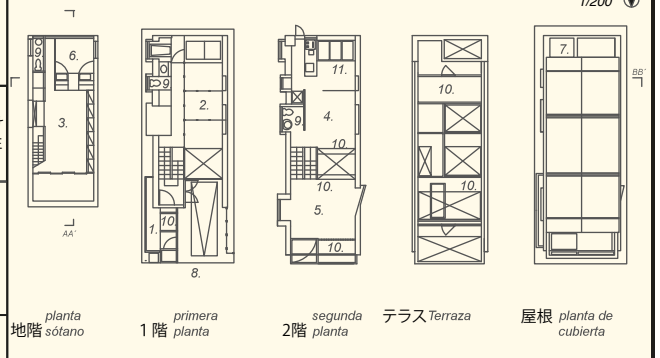 1/200
9.
6.
3.
AA'
9
2.
1.
10.
8.
11.
4.
9.
10.
10.
5.
10.
10.
10.
7.
BB'
地階 planta sótano
1階 primera planta
2階 segunda planta
テラス Terraza
屋根 planta de cubierta